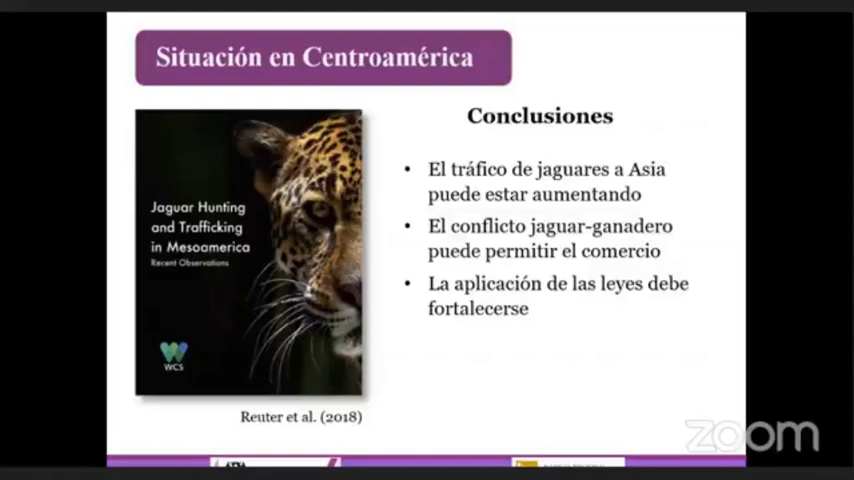 Situación en Centroamérica
Jaguar Hunting
and Trafficking
in Mesoamerica
Recent Observations
WCS
Reuter et al. (2018)
Conclusiones
• El tráfico de jaguares a Asia
puede estar aumentando
• El conflicto jaguar-ganadero
puede permitir el comercio
• La aplicación de las leyes debe
fortalecerse
zoom